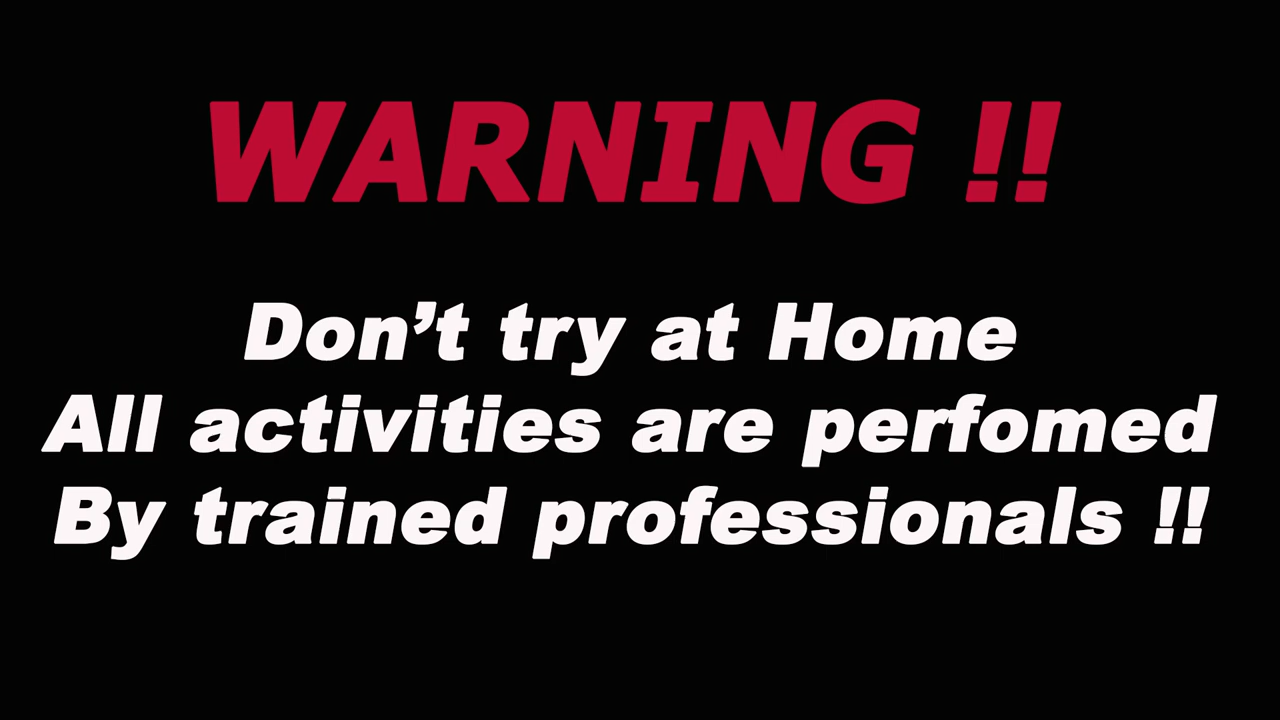 WARNING !!
Don’t try at Home
All activities are perfomed
By trained professionals !!